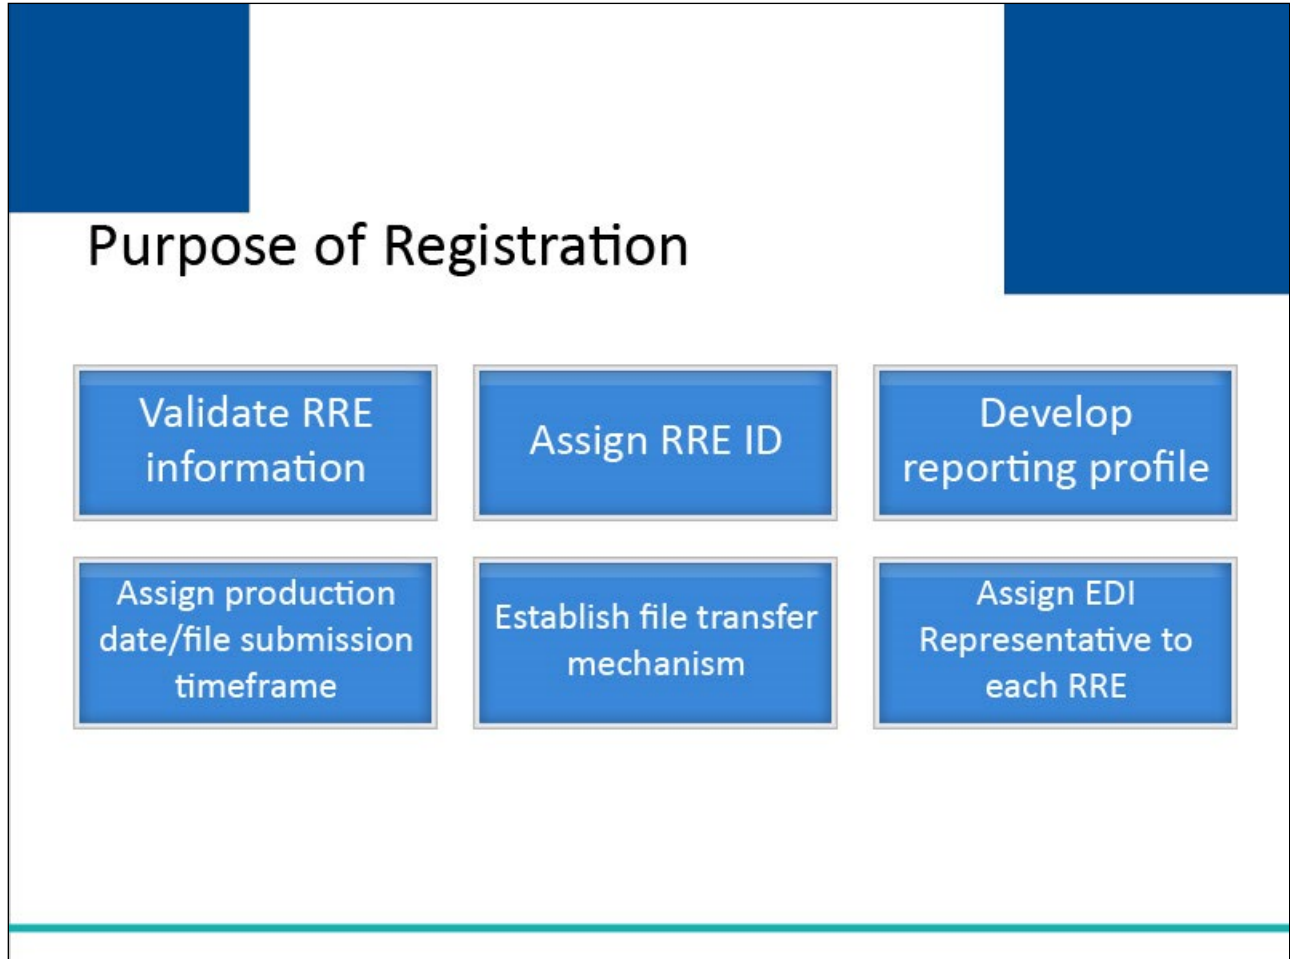 Purpose of Registration
Validate RRE
information
Assign RRE ID
Develop
reporting profile
Assign production
date/file submission
timeframe
Establish file transfer
mechanism
Assign EDI
Representative to
each RRE